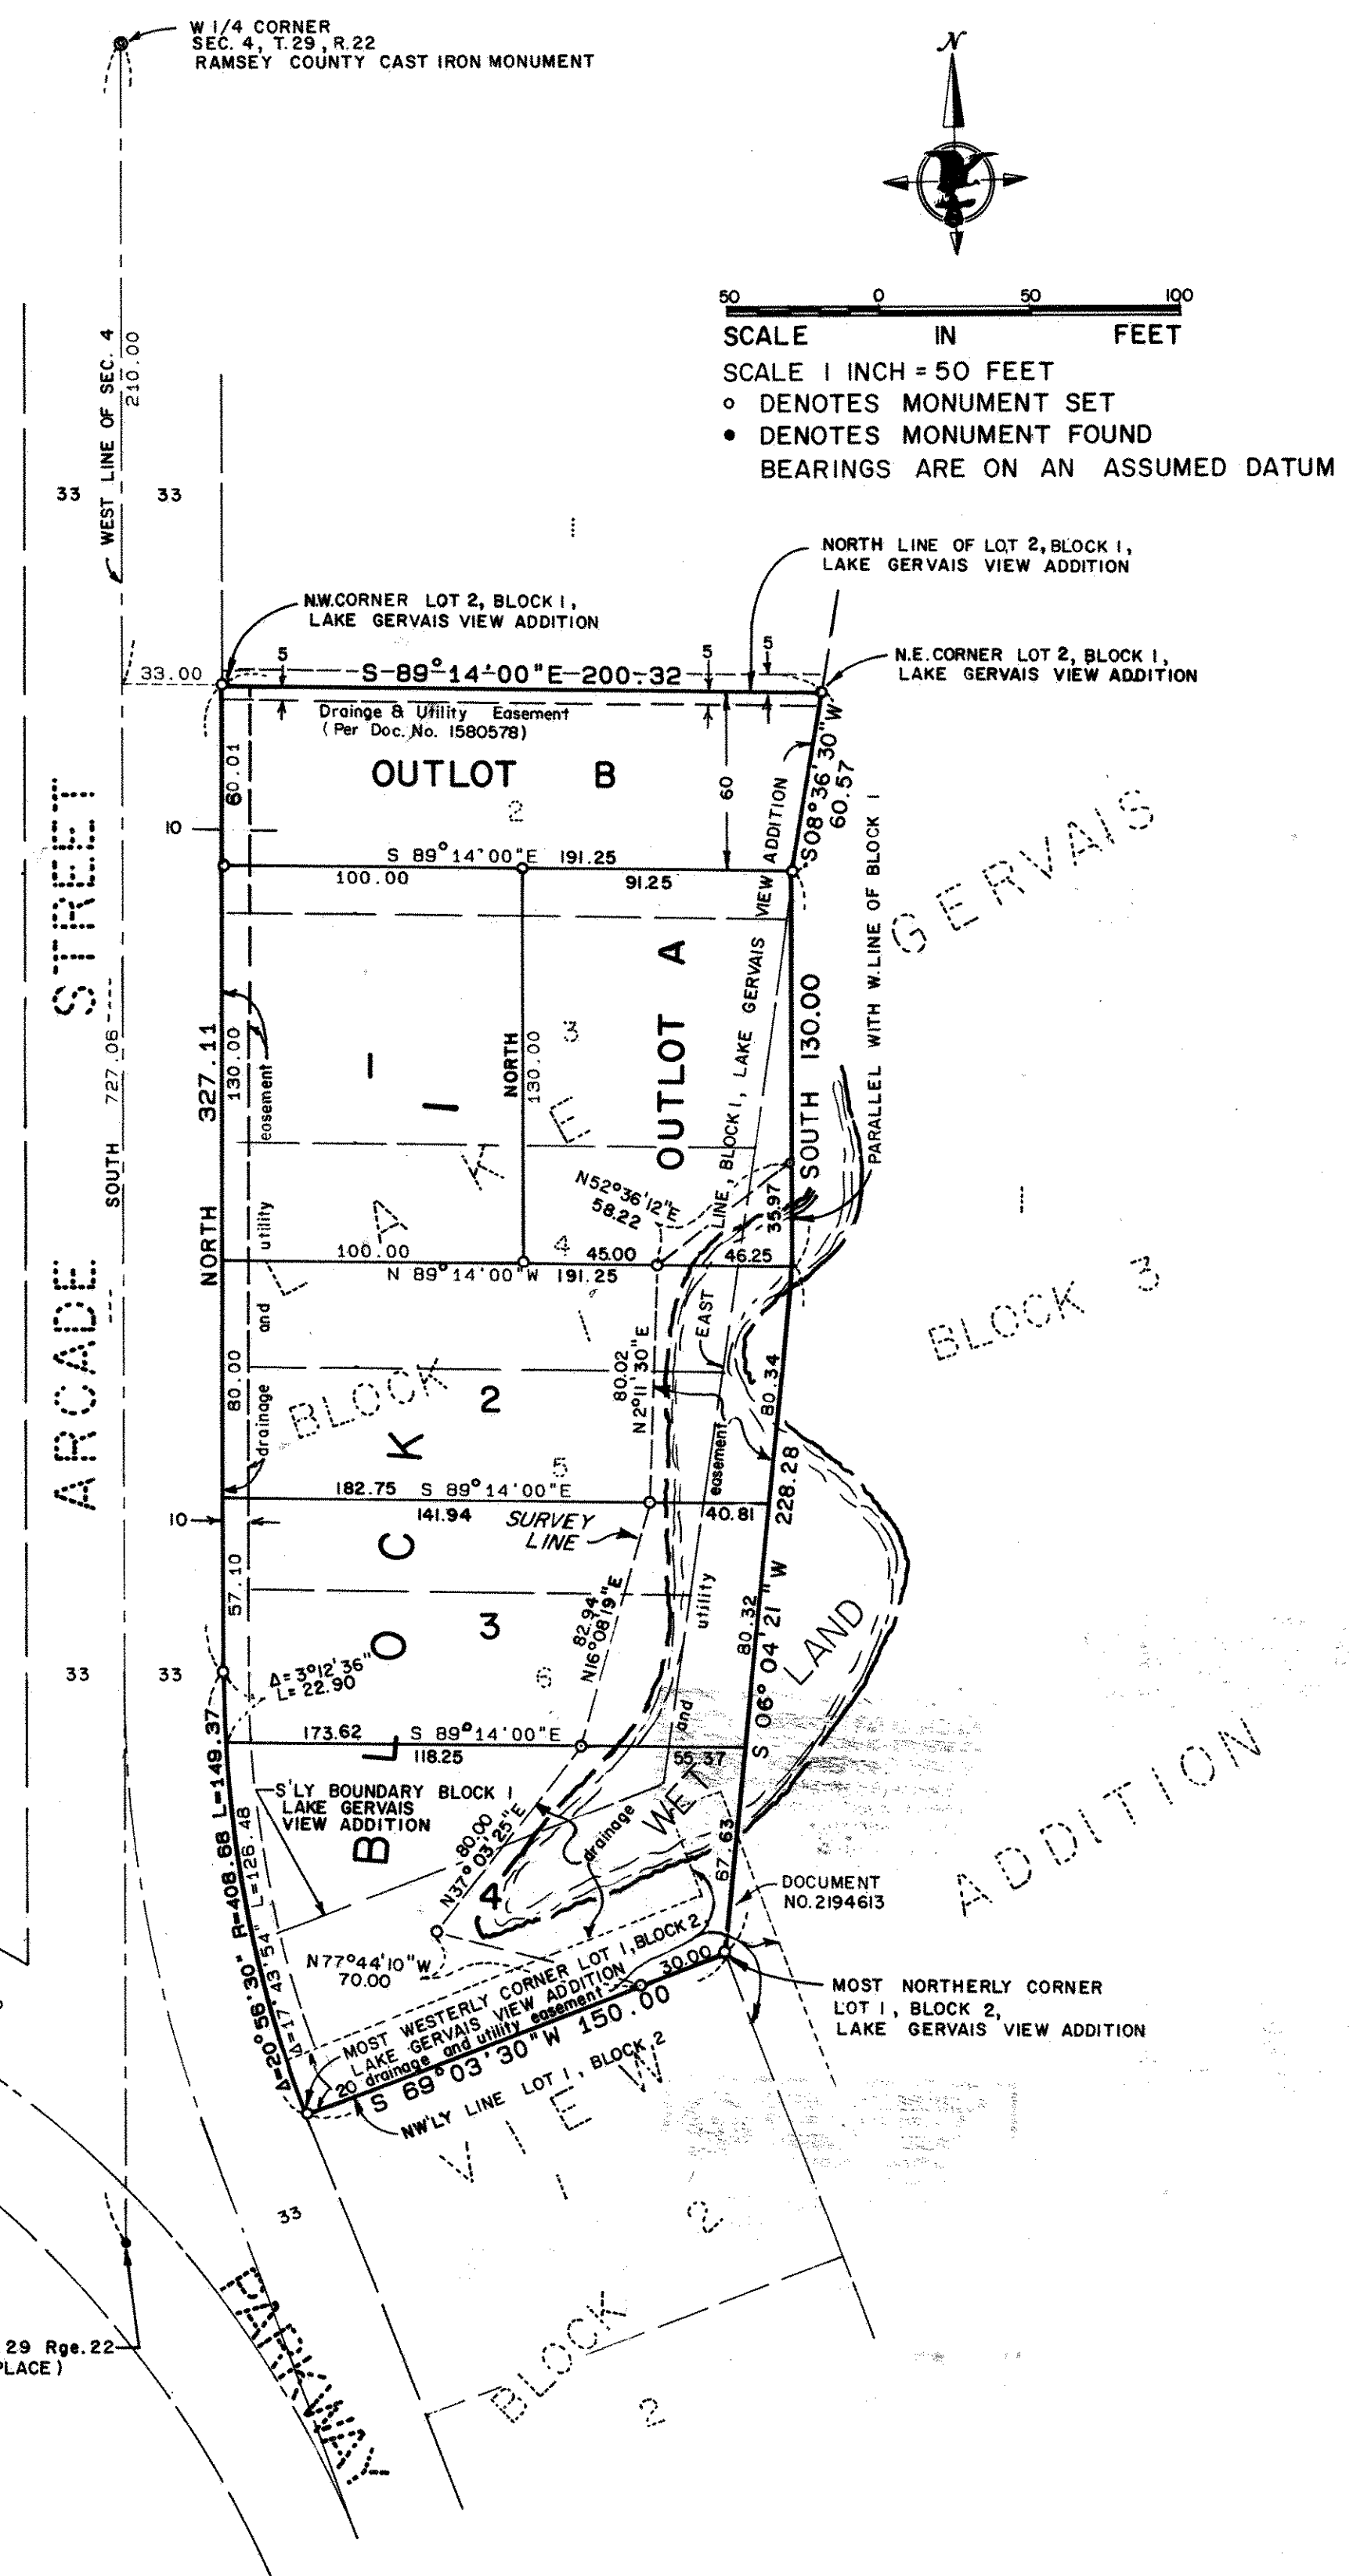 W 1/4 CORNER
SEC. 4, T.29, R.22
RAMSEY COUNTY CAST IRON MONUMENT
N
50 0 50 100
SCALE IN FEET
SCALE 1 INCH = 50 FEET
○ DENOTES MONUMENT SET
● DENOTES MONUMENT FOUND
BEARINGS ARE ON AN ASSUMED DATUM
WEST LINE OF SEC. 4
210.00
33 33
NORTH LINE OF LOT 2, BLOCK 1,
LAKE GERVAIS VIEW ADDITION
N.W. CORNER LOT 2, BLOCK 1,
LAKE GERVAIS VIEW ADDITION
N.E. CORNER LOT 2, BLOCK 1,
LAKE GERVAIS VIEW ADDITION
33.00
5
S 89°14'00"E 200.32
5
5
Drainge & Utility Easement
(Per Doc. No. 1580578)
OUTLOT B
2
60.01
60
S08°36'30"W
60.57
10
S 89°14'00"E 191.25
100.00
91.25
ARCADE STREET
SOUTH 727.06
NORTH 327.11
130.00
drainage and utility easement
1
NORTH
130.00
3
OUTLOT A
EAST LINE, BLOCK 1, LAKE GERVAIS VIEW ADDITION
SOUTH 130.00
PARALLEL WITH W. LINE OF BLOCK 1
LAKE
GERVAIS
N52°36'12"E
58.22
35.97
100.00
4
45.00
46.25
N 89°14'00"W 191.25
1
BLOCK 3
80.00
BLOCK 1
2
80.02
N2°11'30"E
80.34
228.28
5
182.75 S 89°14'00"E
141.94
40.81
SURVEY
LINE
10
57.10
BLOCK 1
3
82.94
N16°08'19"E
6
80.32
S 06°04'21"W
drainage and utility easement
WET LAND
33 33
Δ=3°12'36"
L=22.90
173.62 S 89°14'00"E
118.25
55.37
S'LY BOUNDARY BLOCK 1
LAKE GERVAIS
VIEW ADDITION
Δ=20°56'30" R=408.68 L=149.37
Δ=17°43'54" L=126.48
80.00
N37°03'25"E
4
67.63
ADDITION
DOCUMENT
NO. 2194613
N77°44'10"W
70.00
MOST WESTERLY CORNER LOT 1, BLOCK 2,
LAKE GERVAIS VIEW ADDITION
20 drainage and utility easement
30.00
S 69°03'30"W 150.00
NW'LY LINE LOT 1, BLOCK 2
MOST NORTHERLY CORNER
LOT 1, BLOCK 2,
LAKE GERVAIS VIEW ADDITION
VIEW
1
2
33
PARKWAY
BLOCK 2
2
29 Rge. 22
PLACE)